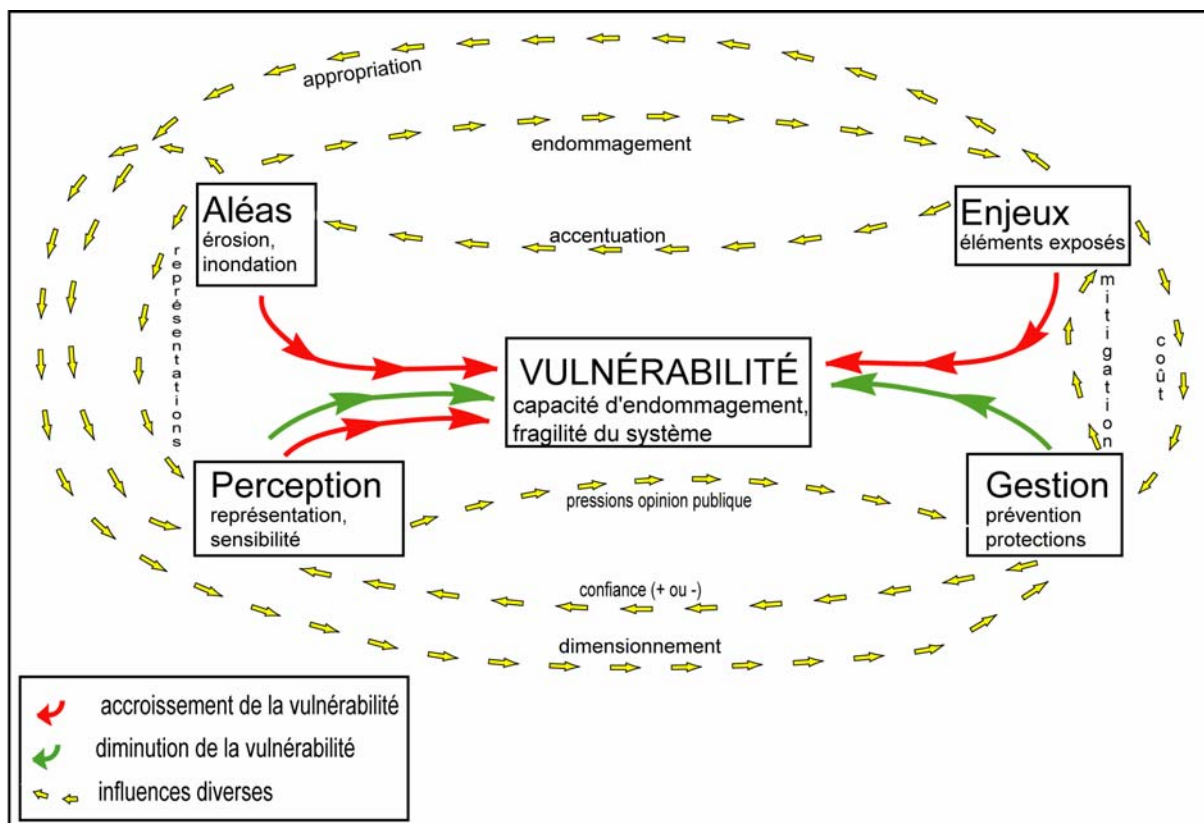 appropriation
endommagement
Aléas
érosion,
inondation
Enjeux
éléments exposés
accentuation
représentations
mitigation
coût
VULNÉRABILITÉ
capacité d'endommagement,
fragilité du système
Perception
représentation,
sensibilité
pressions opinion publique
Gestion
prévention
protections
confiance (+ ou -)
dimensionnement
accroissement de la vulnérabilité
diminution de la vulnérabilité
influences diverses